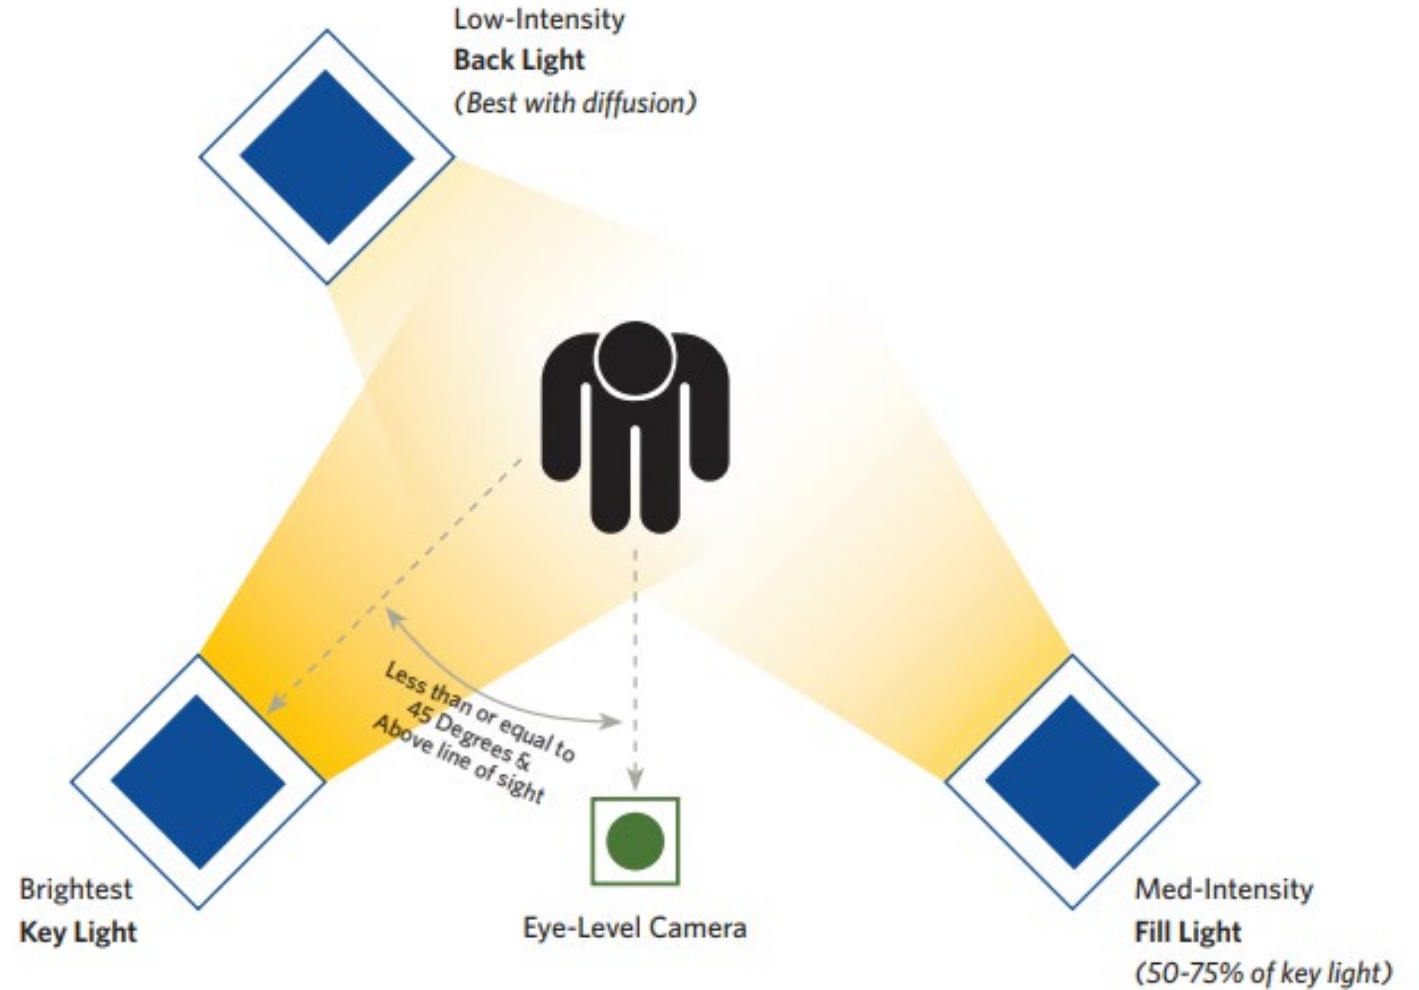 Low-Intensity
Back Light
(Best with diffusion)
Less than or equal to
45 Degrees &
Above line of sight
Brightest
Key Light
Eye-Level Camera
Med-Intensity
Fill Light
(50-75% of key light)